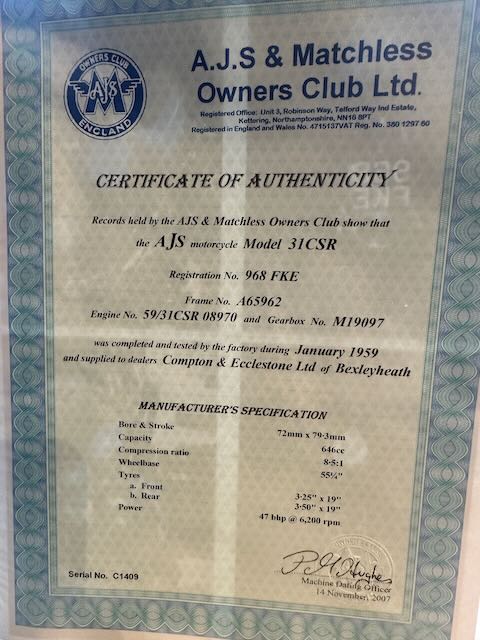 OWNERS CLUB
AJS
M
ENGLAND
A.J.S & Matchless
Owners Club Ltd.
Registered Office: Unit 3, Robinson Way, Telford Way Ind Estate,
Kettering, Northamptonshire, NN16 8PT
Registered in England and Wales No. 4715137VAT Reg. No. 380 1297 60
CERTIFICATE OF AUTHENTICITY
Records held by the AJS & Matchless Owners Club show that
the AJS motorcycle Model 31CSR
Registration No. 968 FKE
Frame No. A65962
Engine No. 59/31CSR 08970 and Gearbox No. M19097
was completed and tested by the factory during January 1959
and supplied to dealers Compton & Ecclestone Ltd of Bexleyheath
MANUFACTURER'S SPECIFICATION
Bore & Stroke 72mm x 79·3mm
Capacity 646cc
Compression ratio 8·5:1
Wheelbase 55¼"
Tyres
a. Front 3·25" x 19"
b. Rear 3·50" x 19"
Power 47 bhp @ 6,200 rpm
Machine Dating Officer
14 November, 2007
Serial No. C1409